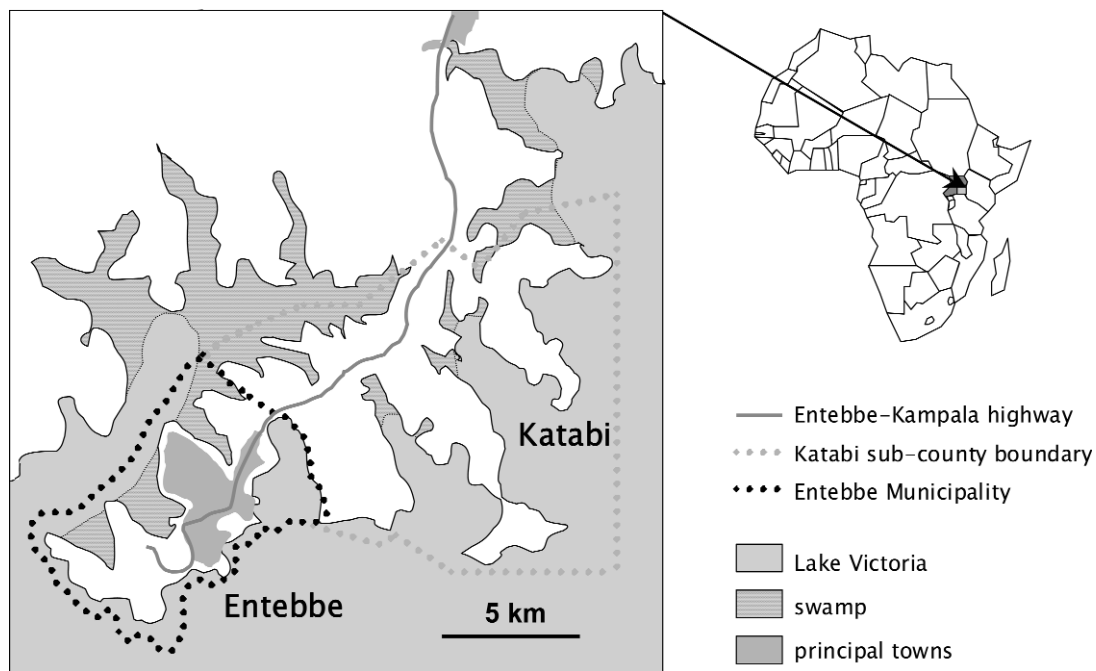 Katabi
Entebbe
5 km
Entebbe–Kampala highway
Katabi sub-county boundary
Entebbe Municipality
Lake Victoria
swamp
principal towns